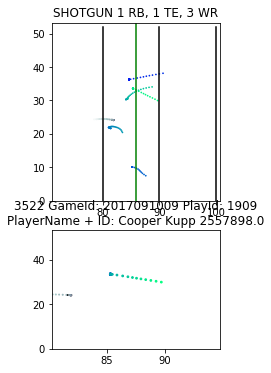 SHOTGUN 1 RB, 1 TE, 3 WR
50
40
30
20
10
0
80 90 100
3522 GameId: 2017091009 PlayId: 1909
PlayerName + ID: Cooper Kupp 2557898.0
40
20
0
85 90